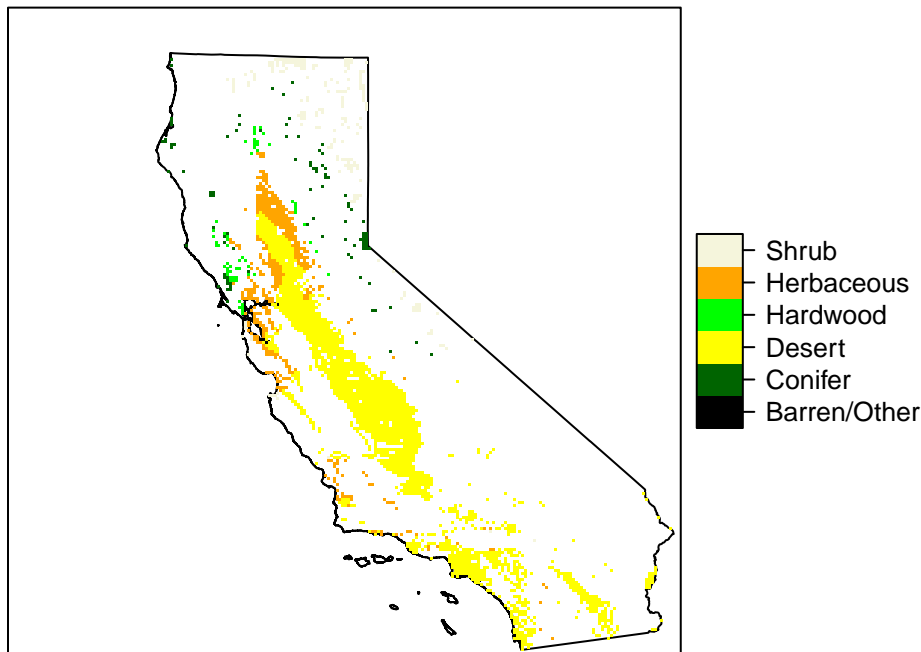 Shrub
Herbaceous
Hardwood
Desert
Conifer
Barren/Other